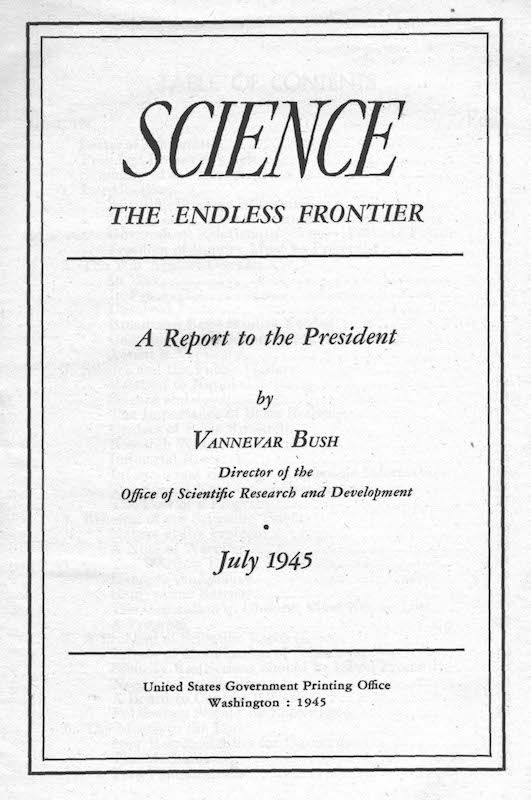 SCIENCE
THE ENDLESS FRONTIER
A Report to the President
by
VANNEVAR BUSH
Director of the
Office of Scientific Research and Development
•
July 1945
United States Government Printing Office
Washington : 1945